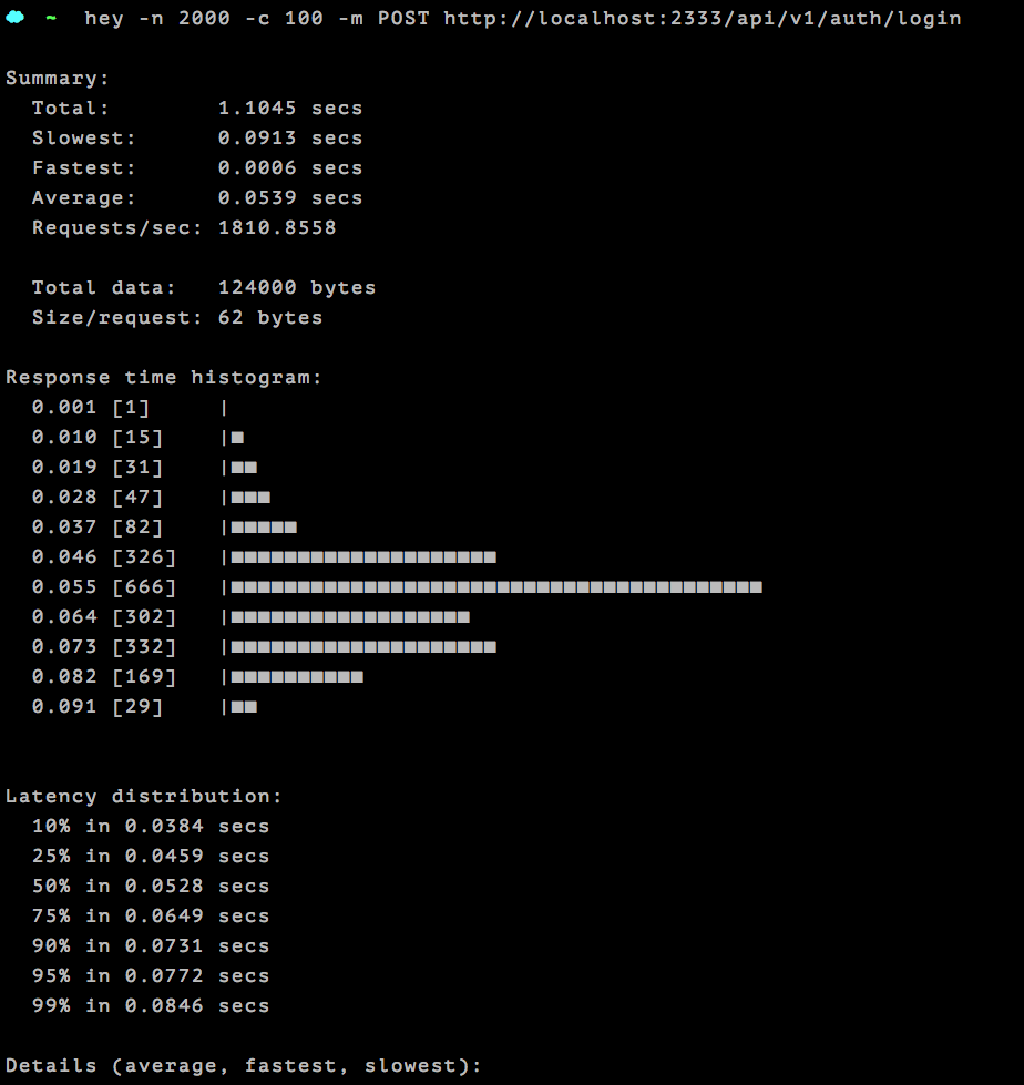 ~ hey -n 2000 -c 100 -m POST http://localhost:2333/api/v1/auth/login
Summary:
Total: 1.1045 secs
Slowest: 0.0913 secs
Fastest: 0.0006 secs
Average: 0.0539 secs
Requests/sec: 1810.8558
Total data: 124000 bytes
Size/request: 62 bytes
Response time histogram:
0.001 [1] |
0.010 [15] |■
0.019 [31] |■■
0.028 [47] |■■■
0.037 [82] |■■■■■
0.046 [326] |■■■■■■■■■■■■■■■■■■■■
0.055 [666] |■■■■■■■■■■■■■■■■■■■■■■■■■■■■■■■■■■■■■■■■
0.064 [302] |■■■■■■■■■■■■■■■■■■
0.073 [332] |■■■■■■■■■■■■■■■■■■■■
0.082 [169] |■■■■■■■■■■
0.091 [29] |■■
Latency distribution:
10% in 0.0384 secs
25% in 0.0459 secs
50% in 0.0528 secs
75% in 0.0649 secs
90% in 0.0731 secs
95% in 0.0772 secs
99% in 0.0846 secs
Details (average, fastest, slowest):